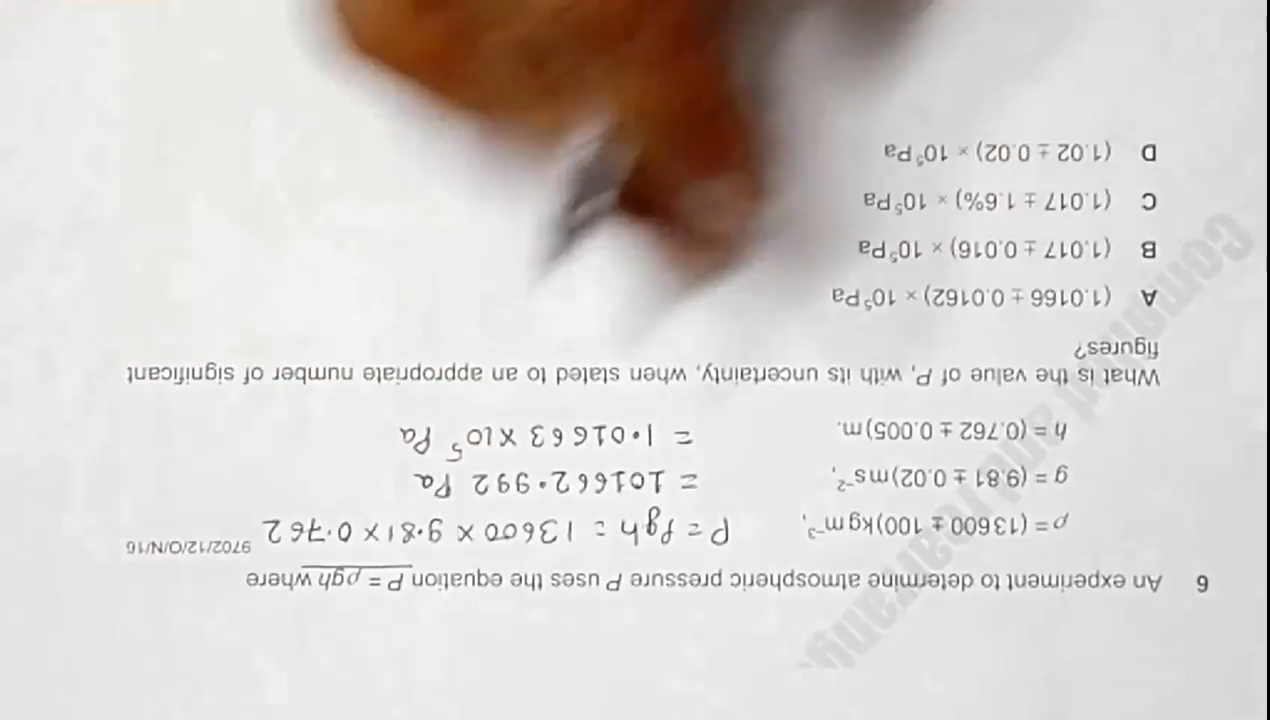 6 An experiment to determine atmospheric pressure P uses the equation P = ρgh where
9702/12/O/N/16
ρ = (13600 ± 100) kg m⁻³,
P = ρgh = 13600 × 9.81 × 0.762
g = (9.81 ± 0.02) m s⁻²,
= 101662.992 Pa
h = (0.762 ± 0.005) m.
= 1.01663 × 10⁵ Pa
What is the value of P, with its uncertainty, when stated to an appropriate number of significant
figures?
A (1.0166 ± 0.0162) × 10⁵ Pa
B (1.017 ± 0.016) × 10⁵ Pa
C (1.017 ± 1.6%) × 10⁵ Pa
D (1.02 ± 0.02) × 10⁵ Pa